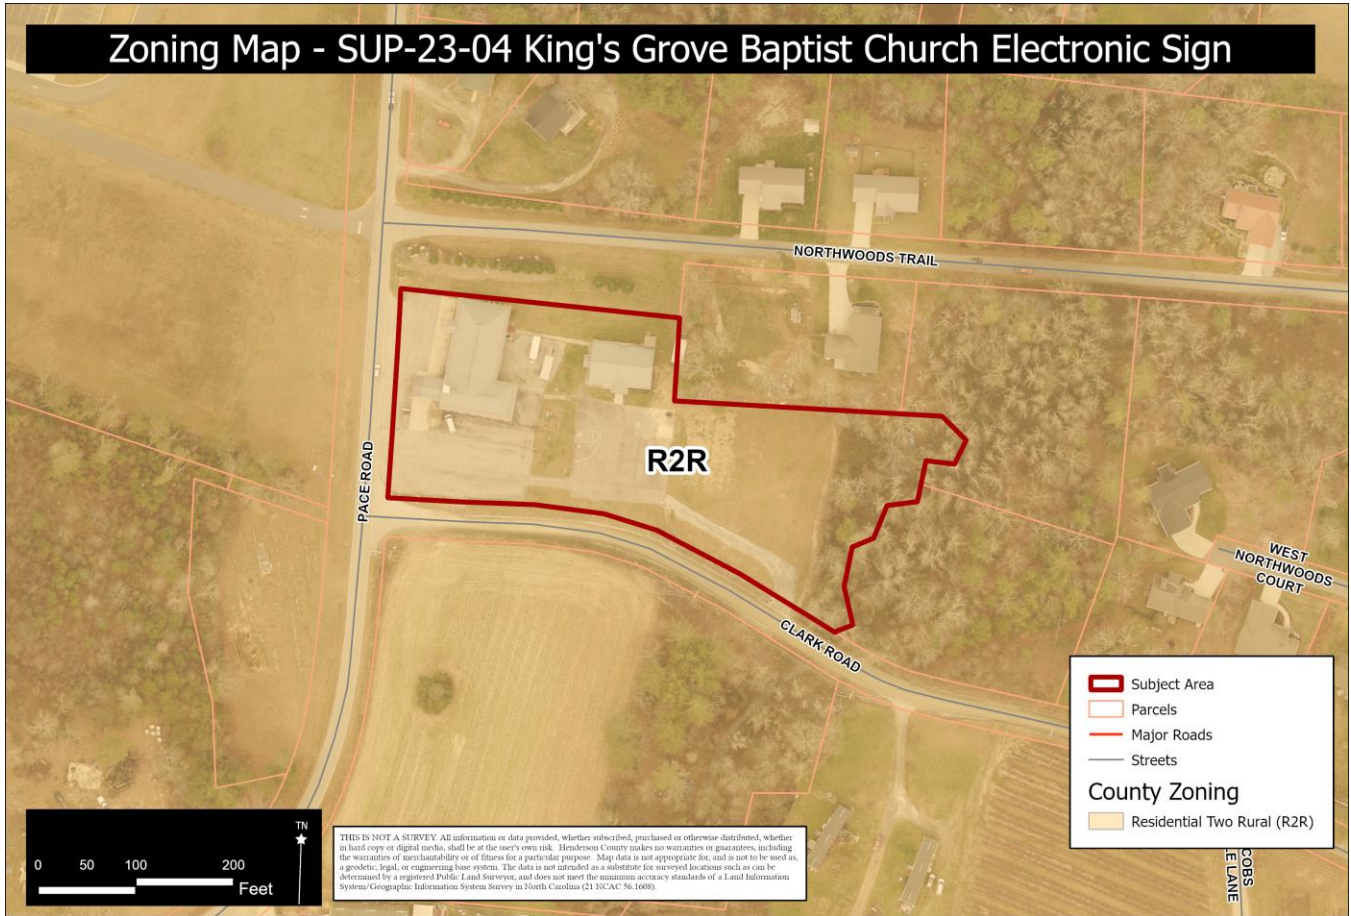 Zoning Map - SUP-23-04 King's Grove Baptist Church Electronic Sign
NORTHWOODS TRAIL
PACE ROAD
R2R
WEST
NORTHWOODS
COURT
CLARK ROAD
Subject Area
Parcels
Major Roads
Streets
County Zoning
Residential Two Rural (R2R)
COBS
LE LANE
TN
0 50 100 200
Feet
THIS IS NOT A SURVEY. All information or data provided, whether subscribed, purchased or otherwise distributed, whether
in hard copy or digital media, shall be at the user's own risk. Henderson County makes no warranties or guarantees, including
the warranties of merchantability or of fitness for a particular purpose. Map data is not appropriate for, and is not to be used as,
a geodetic, legal, or engineering base system. The data is not intended as a substitute for surveyed locations such as can be
determined by a registered Public Land Surveyor, and does not meet the minimum accuracy standards of a Land Information
System/Geographic Information System Survey in North Carolina (21 NCAC 56.1608).